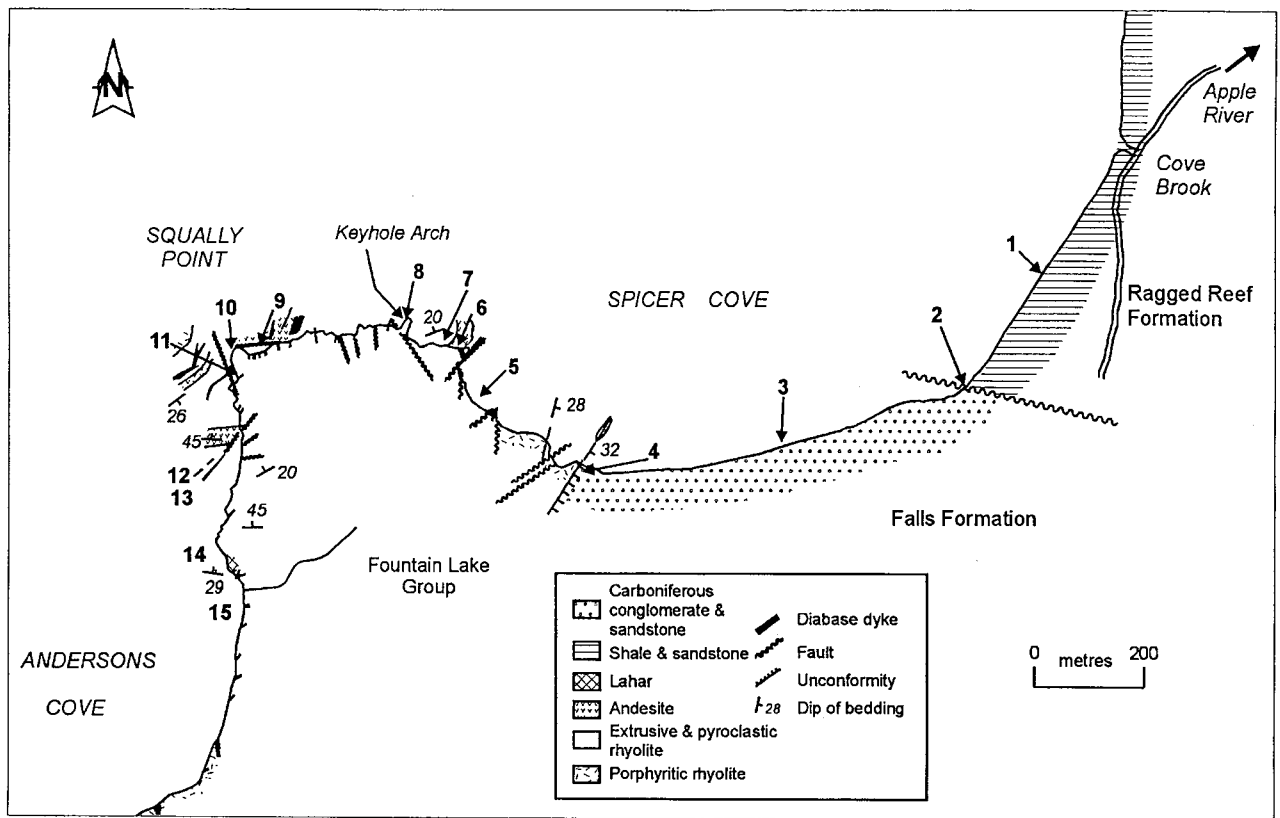 N
Apple
River
Cove
Brook
SQUALLY
POINT
Keyhole Arch
SPICER COVE
Ragged Reef
Formation
1
2
3
4
5
6
7
8
9
10
11
12
13
14
15
20
28
32
26
45
20
45
29
Falls Formation
Fountain Lake
Group
ANDERSONS
COVE
Carboniferous
conglomerate &
sandstone
Shale & sandstone
Lahar
Andesite
Extrusive & pyroclastic
rhyolite
Porphyritic rhyolite
Diabase dyke
Fault
Unconformity
28 Dip of bedding
0 metres 200